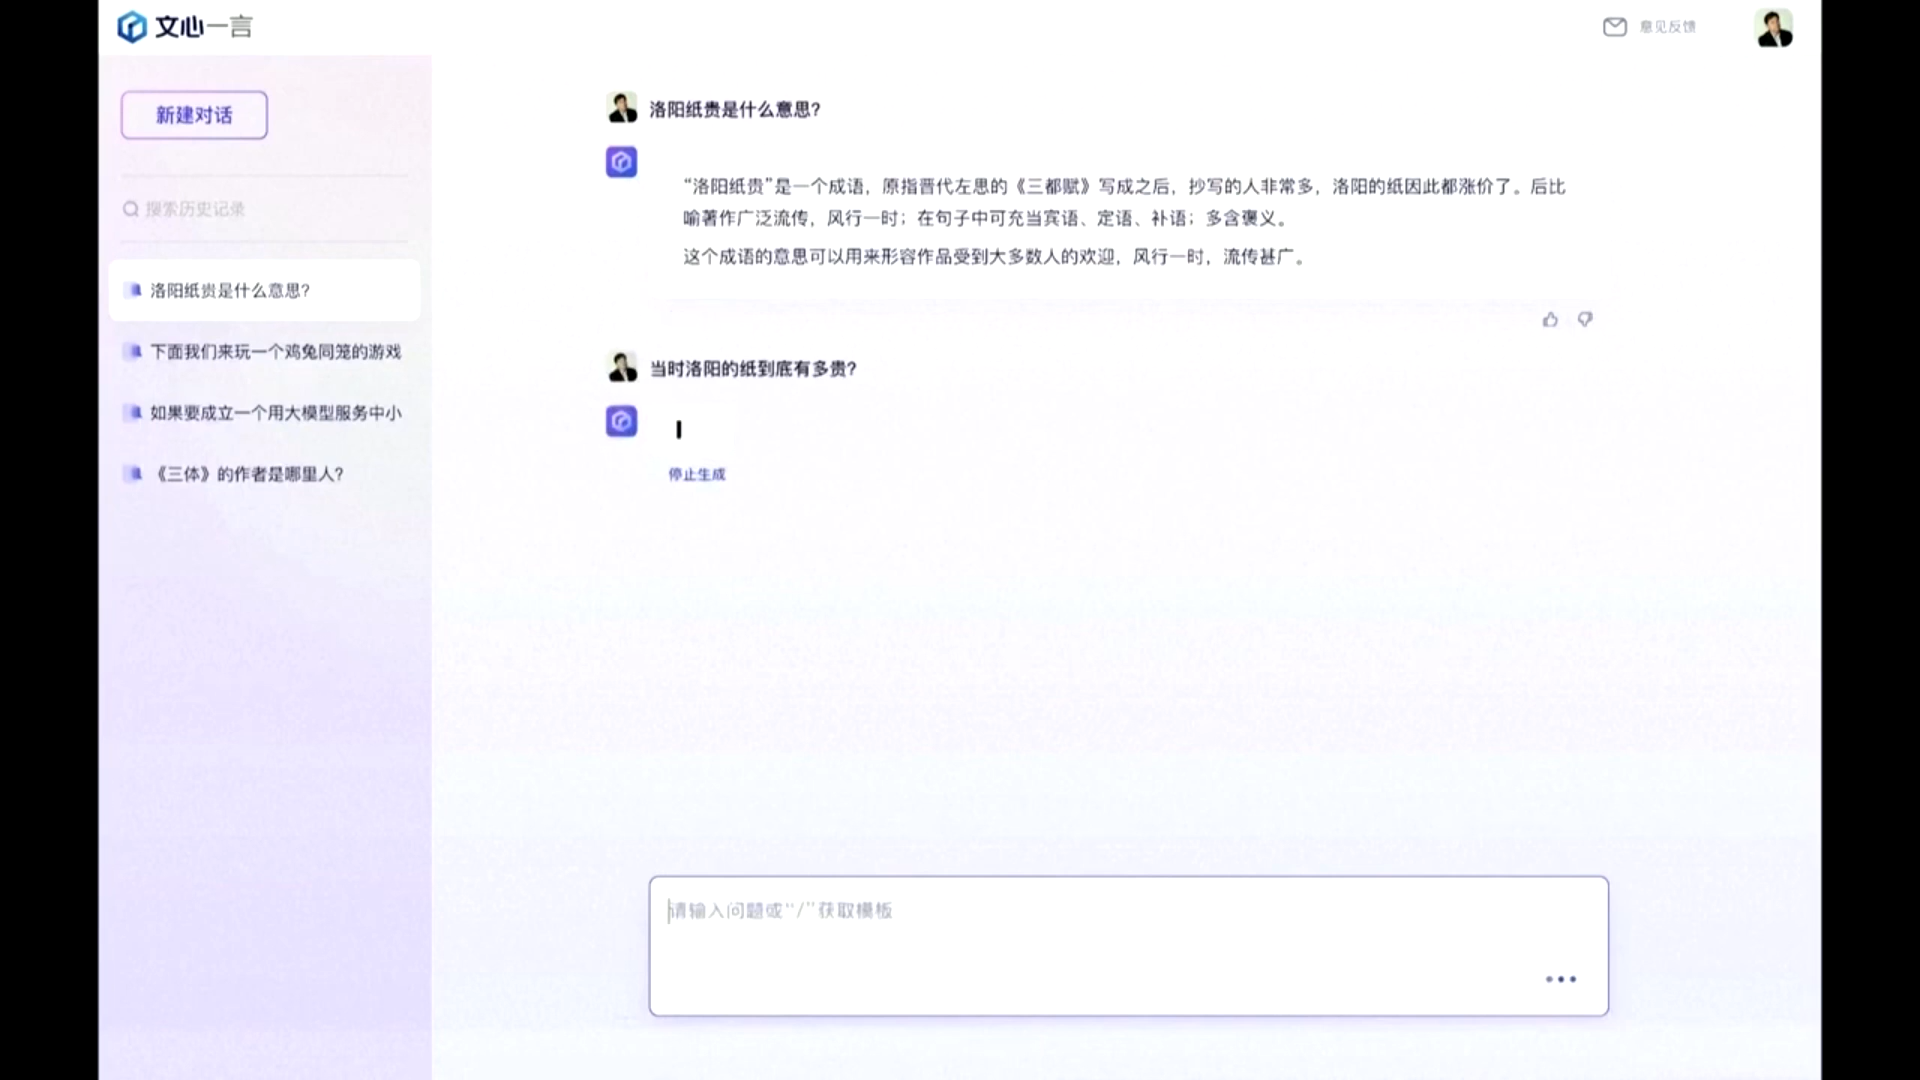 文心一言
意见反馈
新建对话
搜索历史记录
洛阳纸贵是什么意思?
下面我们来玩一个鸡兔同笼的游戏
如果要成立一个用大模型服务中小
《三体》的作者是哪里人?
洛阳纸贵是什么意思?
“洛阳纸贵”是一个成语，原指晋代左思的《三都赋》写成之后，抄写的人非常多，洛阳的纸因此都涨价了。后比
喻著作广泛流传，风行一时；在句子中可充当宾语、定语、补语；多含褒义。
这个成语的意思可以用来形容作品受到大多数人的欢迎，风行一时，流传甚广。
当时洛阳的纸到底有多贵?
停止生成
请输入问题或“/”获取模板